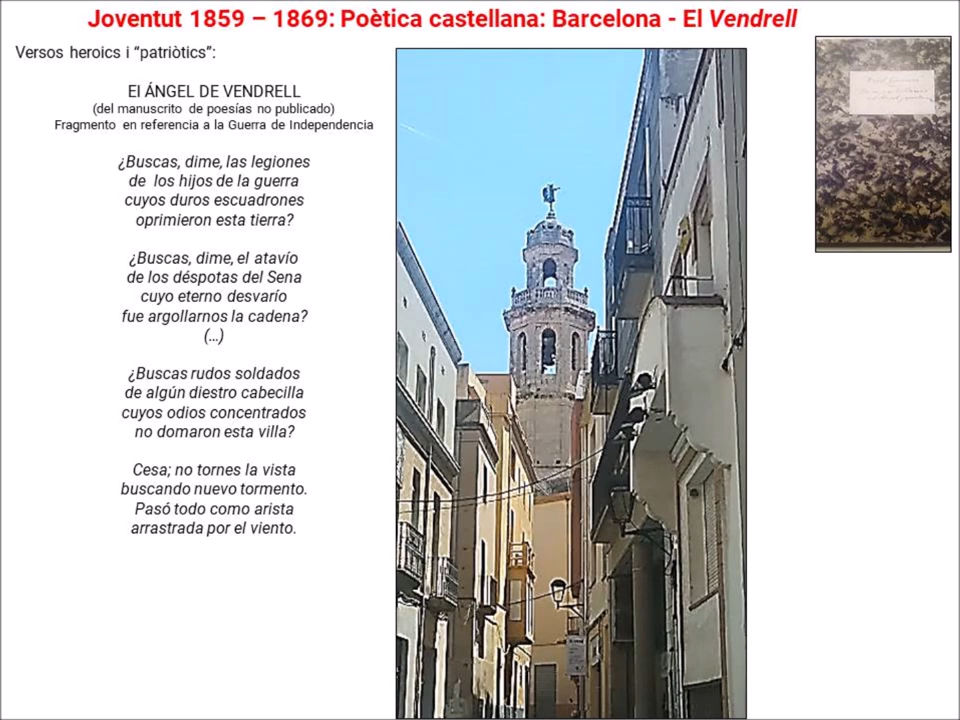 Joventut 1859 – 1869: Poètica castellana: Barcelona - El Vendrell
Versos heroics i “patriòtics”:
El ÁNGEL DE VENDRELL
(del manuscrito de poesías no publicado)
Fragmento en referencia a la Guerra de Independencia
¿Buscas, dime, las legiones
de los hijos de la guerra
cuyos duros escuadrones
oprimieron esta tierra?
¿Buscas, dime, el atavío
de los déspotas del Sena
cuyo eterno desvarío
fue argollarnos la cadena?
(…)
¿Buscas rudos soldados
de algún diestro cabecilla
cuyos odios concentrados
no domaron esta villa?
Cesa; no tornes la vista
buscando nuevo tormento.
Pasó todo como arista
arrastrada por el viento.